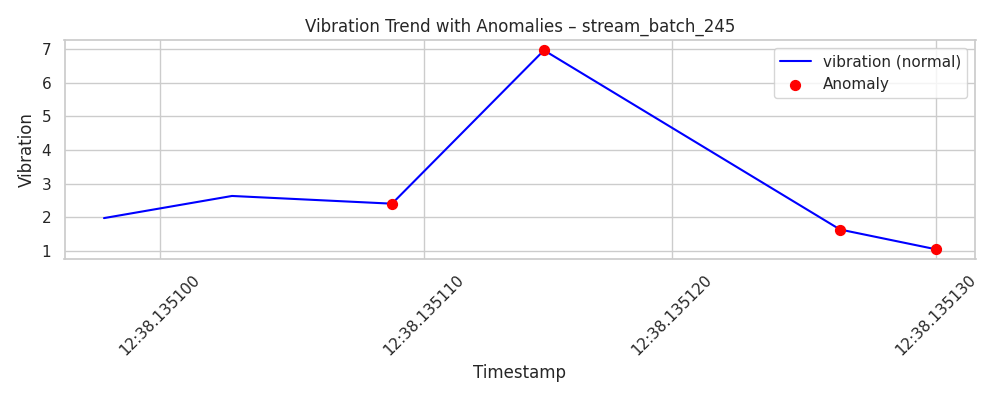 Vibration Trend with Anomalies – stream_batch_245
vibration (normal)
Anomaly
Vibration
7
6
5
4
3
2
1
12:38.135100
12:38.135110
12:38.135120
12:38.135130
Timestamp